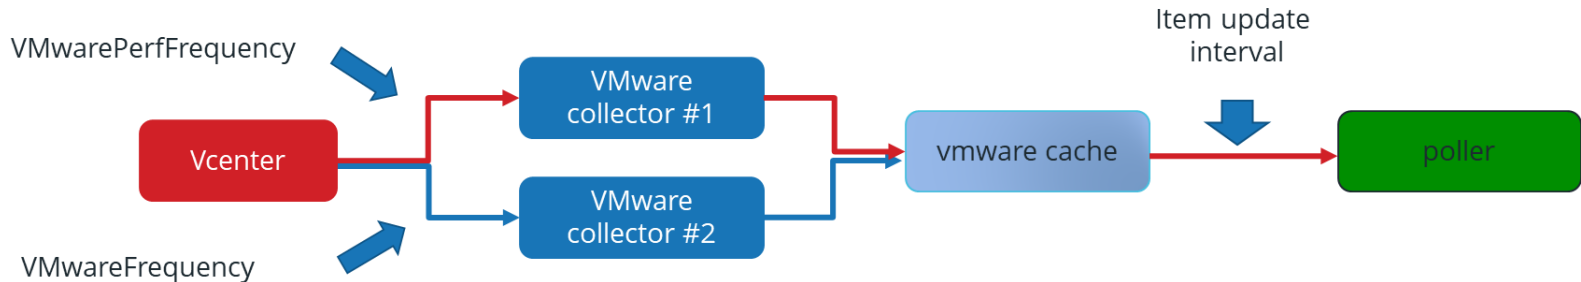 VMwarePerfFrequency
VMwareFrequency
Vcenter
VMware
collector #1
VMware
collector #2
vmware cache
Item update
interval
poller